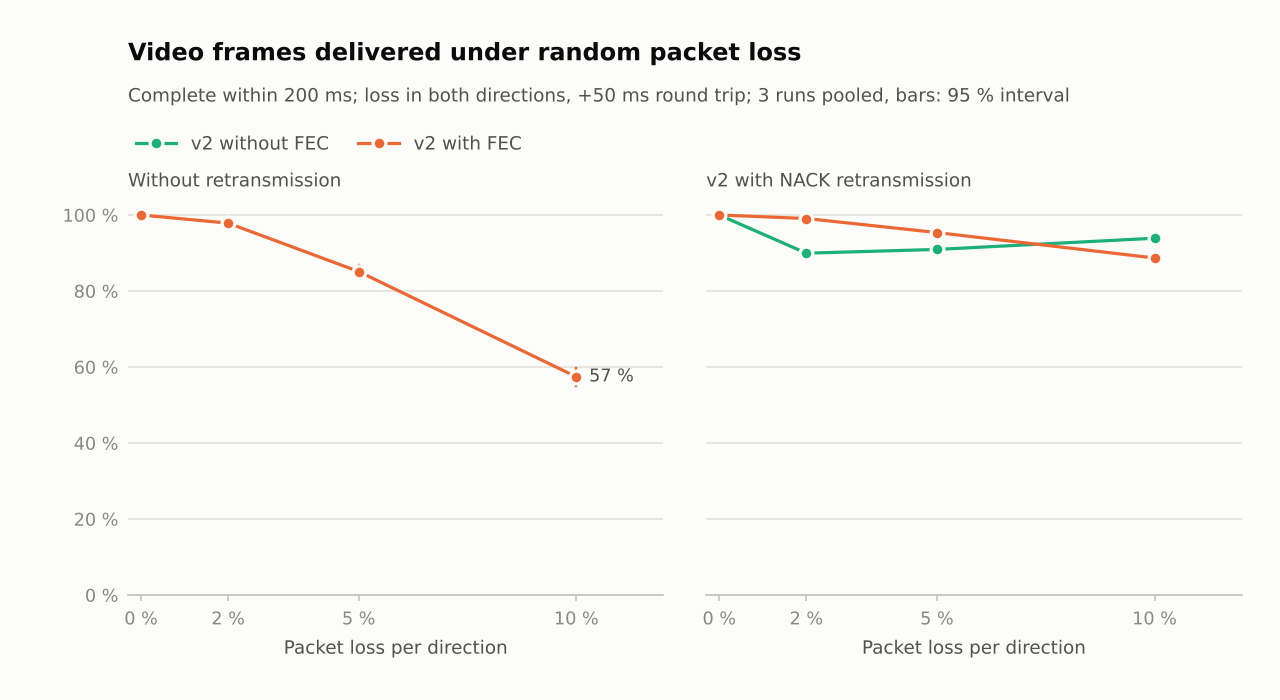 Video frames delivered under random packet loss
Complete within 200 ms; loss in both directions, +50 ms round trip; 3 runs pooled, bars: 95 % interval
v2 without FEC
v2 with FEC
Without retransmission
100 %
80 %
60 %
40 %
20 %
0 %
57 %
0 %
2 %
5 %
10 %
Packet loss per direction
v2 with NACK retransmission
0 %
2 %
5 %
10 %
Packet loss per direction